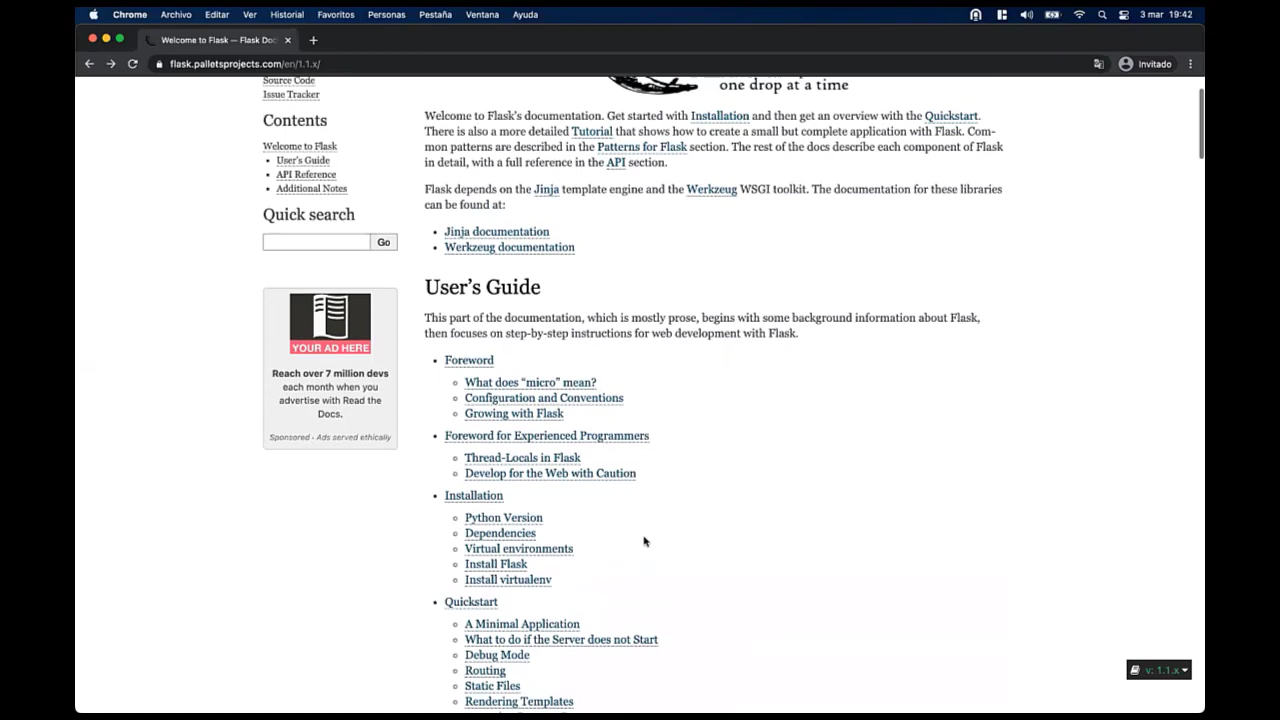 Chrome Archivo Editar Ver Historial Favoritos Personas Pestaña Ventana Ayuda 3 mar 19:42
Welcome to Flask — Flask Doc
flask.palletsprojects.com/en/1.1.x/ Invitado
Source Code
Issue Tracker
Contents
Welcome to Flask
User's Guide
API Reference
Additional Notes
Quick search
Go
YOUR AD HERE
Reach over 7 million devs
each month when you
advertise with Read the
Docs.
Sponsored · Ads served ethically
one drop at a time
Welcome to Flask's documentation. Get started with Installation and then get an overview with the Quickstart.
There is also a more detailed Tutorial that shows how to create a small but complete application with Flask. Com-
mon patterns are described in the Patterns for Flask section. The rest of the docs describe each component of Flask
in detail, with a full reference in the API section.
Flask depends on the Jinja template engine and the Werkzeug WSGI toolkit. The documentation for these libraries
can be found at:
Jinja documentation
Werkzeug documentation
User's Guide
This part of the documentation, which is mostly prose, begins with some background information about Flask,
then focuses on step-by-step instructions for web development with Flask.
Foreword
What does “micro” mean?
Configuration and Conventions
Growing with Flask
Foreword for Experienced Programmers
Thread-Locals in Flask
Develop for the Web with Caution
Installation
Python Version
Dependencies
Virtual environments
Install Flask
Install virtualenv
Quickstart
A Minimal Application
What to do if the Server does not Start
Debug Mode
Routing
Static Files
Rendering Templates
v: 1.1.x